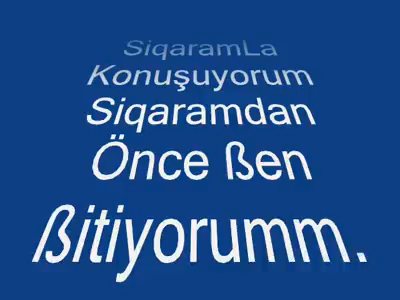 SiqaramLa
Konuşuyorum
Siqaramdan
Önce ßen
ßitiyorumm.